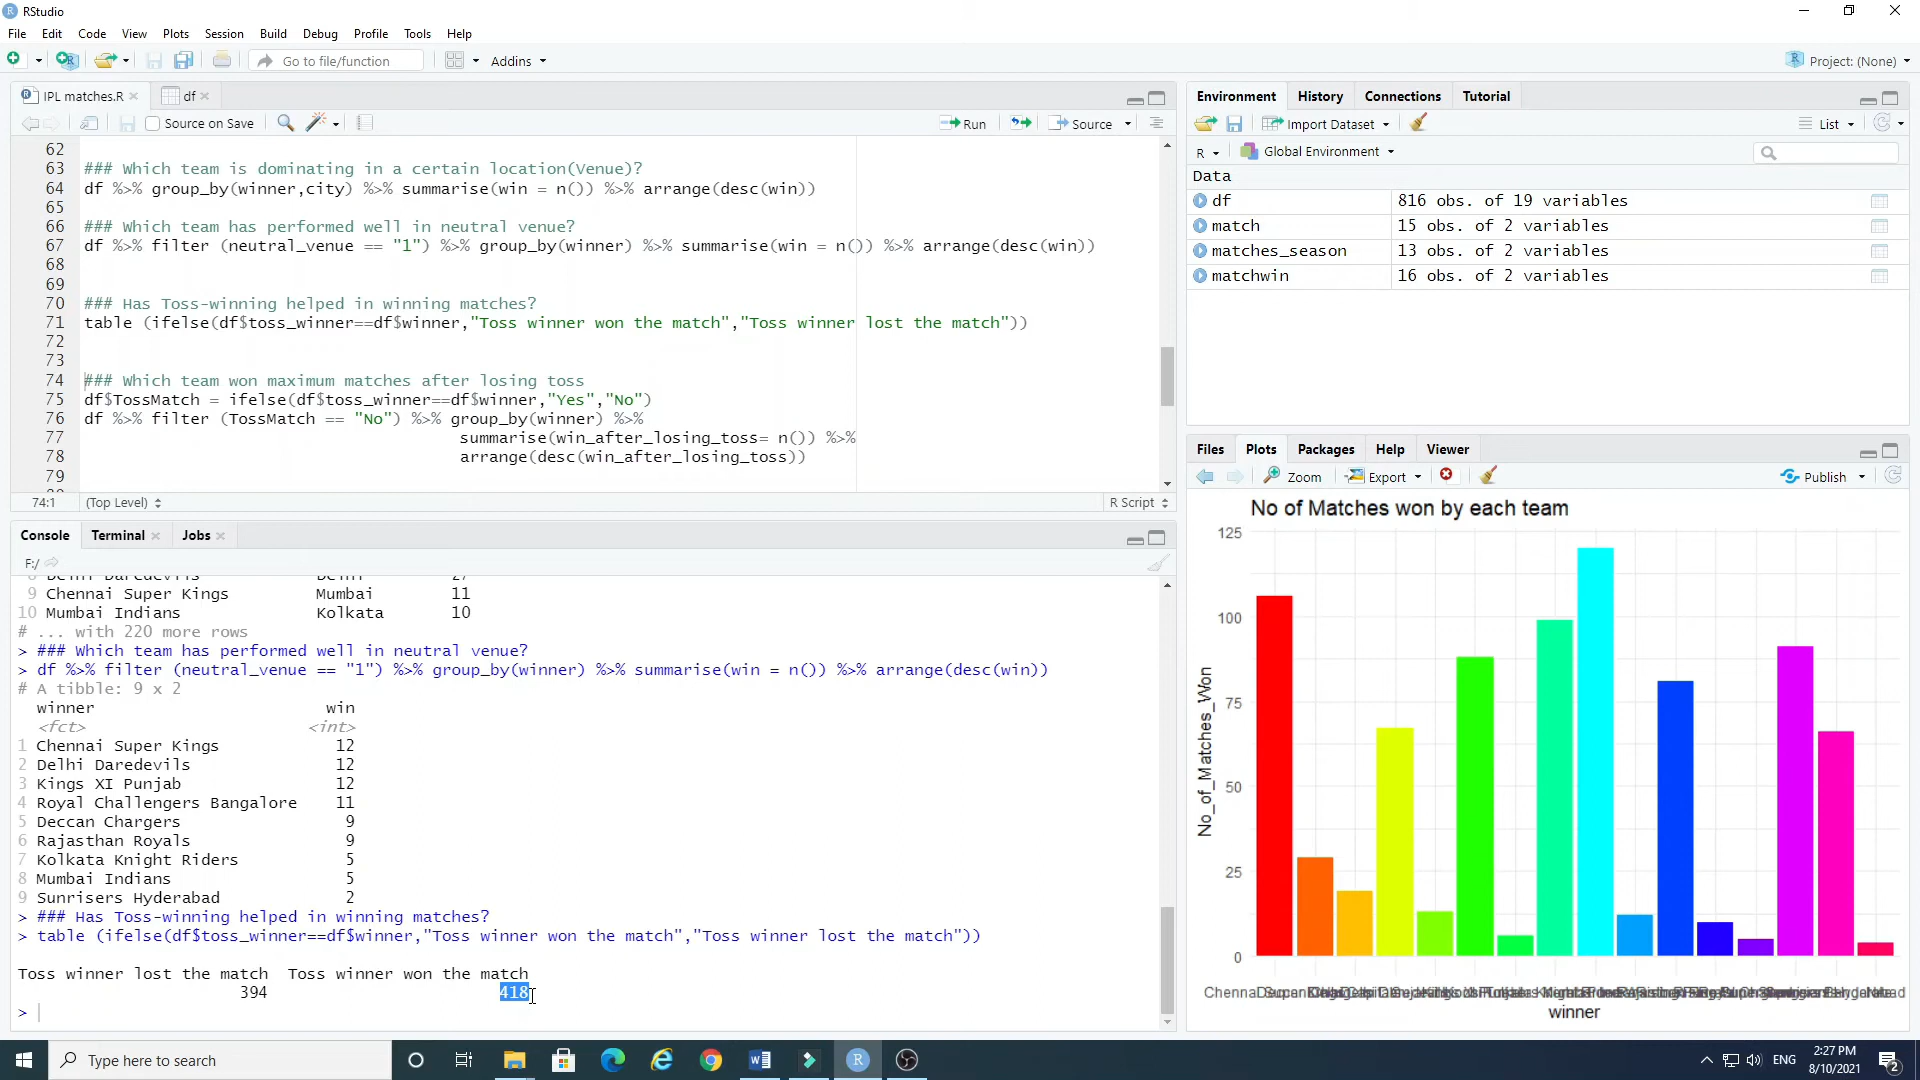 RStudio
File Edit Code View Plots Session Build Debug Profile Tools Help
Go to file/function Addins Project: (None)
IPL matches.R df
Source on Save Run Source
62
63 ### Which team is dominating in a certain location(Venue)?
64 df %>% group_by(winner,city) %>% summarise(win = n()) %>% arrange(desc(win))
65
66 ### Which team has performed well in neutral venue?
67 df %>% filter (neutral_venue == "1") %>% group_by(winner) %>% summarise(win = n()) %>% arrange(desc(win))
68
69
70 ### Has Toss-winning helped in winning matches?
71 table (ifelse(df$toss_winner==df$winner,"Toss winner won the match","Toss winner lost the match"))
72
73
74 ### Which team won maximum matches after losing toss
75 df$TossMatch = ifelse(df$toss_winner==df$winner,"Yes","No")
76 df %>% filter (TossMatch == "No") %>% group_by(winner) %>%
77 summarise(win_after_losing_toss= n()) %>%
78 arrange(desc(win_after_losing_toss))
79
74:1 (Top Level) R Script
Console Terminal Jobs
F:/
8 Delhi Daredevils Delhi 27
9 Chennai Super Kings Mumbai 11
10 Mumbai Indians Kolkata 10
# ... with 220 more rows
> ### Which team has performed well in neutral venue?
> df %>% filter (neutral_venue == "1") %>% group_by(winner) %>% summarise(win = n()) %>% arrange(desc(win))
# A tibble: 9 x 2
winner win
<fct> <int>
1 Chennai Super Kings 12
2 Delhi Daredevils 12
3 Kings XI Punjab 12
4 Royal Challengers Bangalore 11
5 Deccan Chargers 9
6 Rajasthan Royals 9
7 Kolkata Knight Riders 5
8 Mumbai Indians 5
9 Sunrisers Hyderabad 2
> ### Has Toss-winning helped in winning matches?
> table (ifelse(df$toss_winner==df$winner,"Toss winner won the match","Toss winner lost the match"))
Toss winner lost the match Toss winner won the match
394 418
>
Environment History Connections Tutorial
Import Dataset List
R Global Environment
Data
df 816 obs. of 19 variables
match 15 obs. of 2 variables
matches_season 13 obs. of 2 variables
matchwin 16 obs. of 2 variables
Files Plots Packages Help Viewer
Zoom Export Publish
No of Matches won by each team
No_of_Matches_Won
125
100
75
50
25
0
winner
Type here to search
ENG
2:27 PM
8/10/2021
2